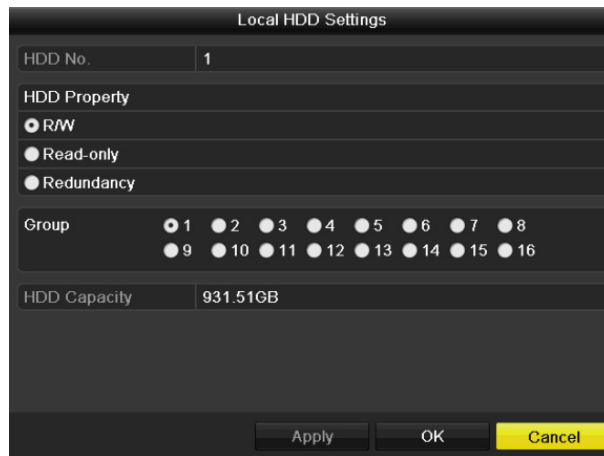 Local HDD Settings
HDD No. 1
HDD Property
R/W
Read-only
Redundancy
Group 1 2 3 4 5 6 7 8
9 10 11 12 13 14 15 16
HDD Capacity 931.51GB
Apply OK Cancel